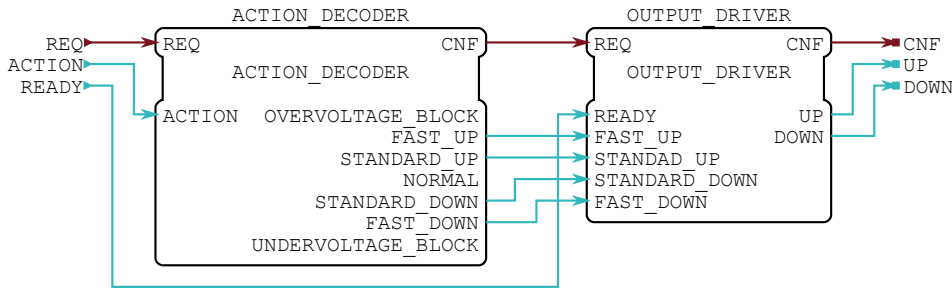 ACTION_DECODER OUTPUT_DRIVER
REQ REQ CNF REQ CNF CNF
ACTION ACTION_DECODER OUTPUT_DRIVER UP
READY DOWN
ACTION OVERVOLTAGE_BLOCK READY UP
FAST_UP FAST_UP DOWN
STANDARD_UP STANDAD_UP
NORMAL STANDARD_DOWN
STANDARD_DOWN FAST_DOWN
FAST_DOWN
UNDERVOLTAGE_BLOCK